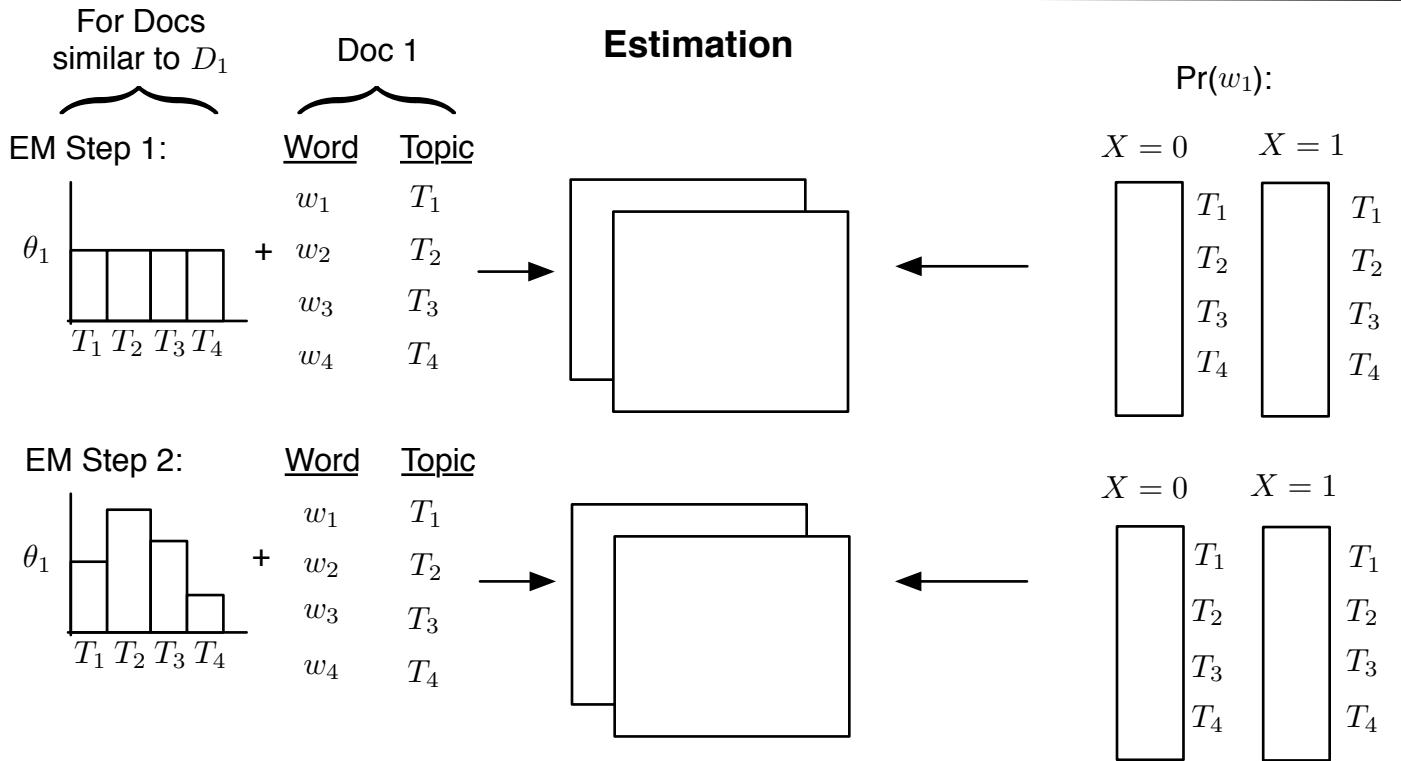 For Docs
similar to D₁
Doc 1
Estimation
Pr(w₁):
EM Step 1:
Word Topic
X = 0 X = 1
w₁ T₁
w₂ T₂
w₃ T₃
w₄ T₄
θ₁
+
T₁ T₂ T₃ T₄
T₁ T₁
T₂ T₂
T₃ T₃
T₄ T₄
EM Step 2:
Word Topic
X = 0 X = 1
w₁ T₁
w₂ T₂
w₃ T₃
w₄ T₄
θ₁
+
T₁ T₂ T₃ T₄
T₁ T₁
T₂ T₂
T₃ T₃
T₄ T₄